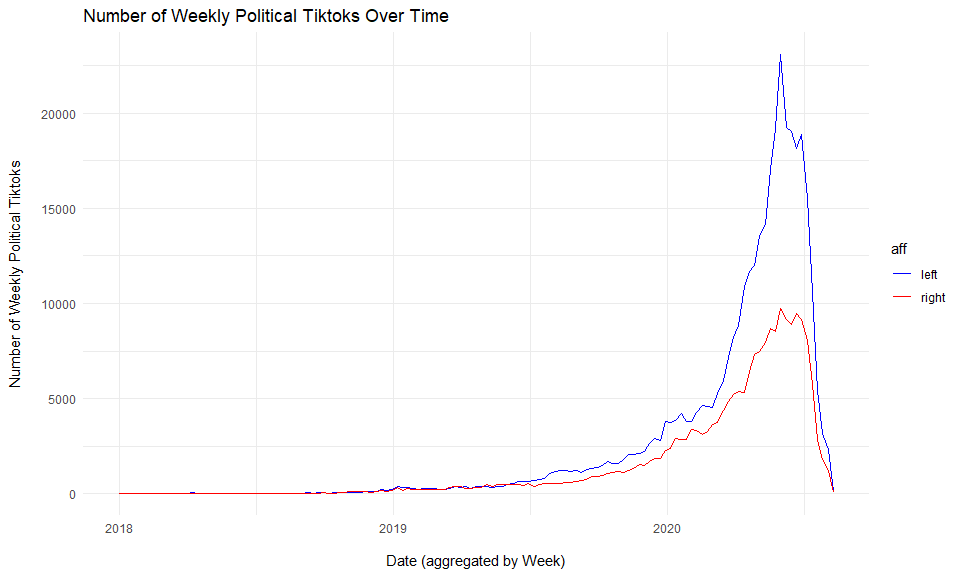 Number of Weekly Political Tiktoks Over Time
Number of Weekly Political Tiktoks
20000
15000
10000
5000
0
2018
2019
2020
Date (aggregated by Week)
aff
left
right